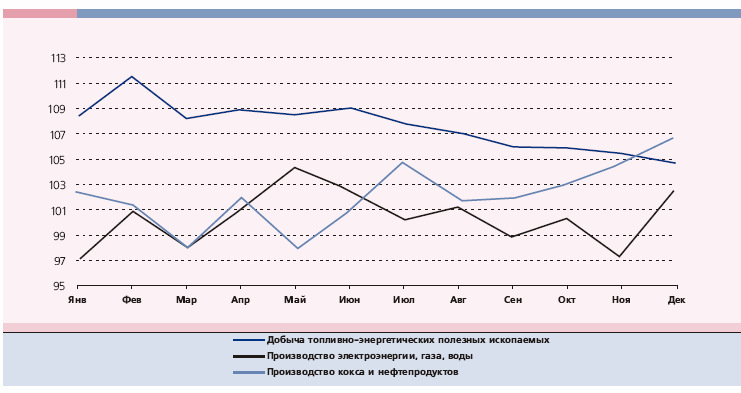 113
111
109
107
105
103
101
99
97
95
Янв Фев Мар Апр Май Июн Июл Авг Сен Окт Ноя Дек
Добыча топливно–энергетических полезных ископаемых
Производство электроэнергии, газа, воды
Производство кокса и нефтепродуктов